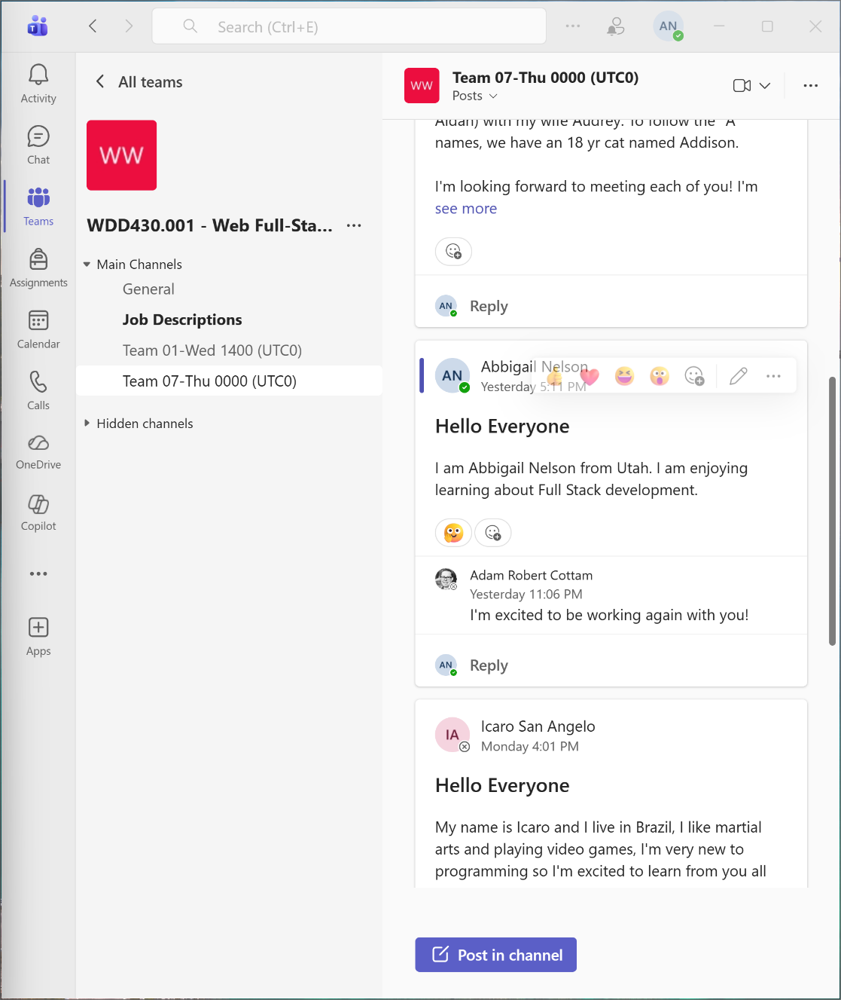 Search (Ctrl+E)
AN
Activity
Chat
Teams
Assignments
Calendar
Calls
OneDrive
Copilot
Apps
All teams
WW
WDD430.001 - Web Full-Sta...
Main Channels
General
Job Descriptions
Team 01-Wed 1400 (UTC0)
Team 07-Thu 0000 (UTC0)
Hidden channels
WW
Team 07-Thu 0000 (UTC0)
Posts
Aidan) with my wife Audrey. To follow the "A
names, we have an 18 yr cat named Addison.
I'm looking forward to meeting each of you! I'm
see more
AN
Reply
AN
Abbigail Nelson
Yesterday 5:11 PM
Hello Everyone
I am Abbigail Nelson from Utah. I am enjoying
learning about Full Stack development.
Adam Robert Cottam
Yesterday 11:06 PM
I'm excited to be working again with you!
AN
Reply
IA
Icaro San Angelo
Monday 4:01 PM
Hello Everyone
My name is Icaro and I live in Brazil, I like martial
arts and playing video games, I'm very new to
programming so I'm excited to learn from you all
Post in channel